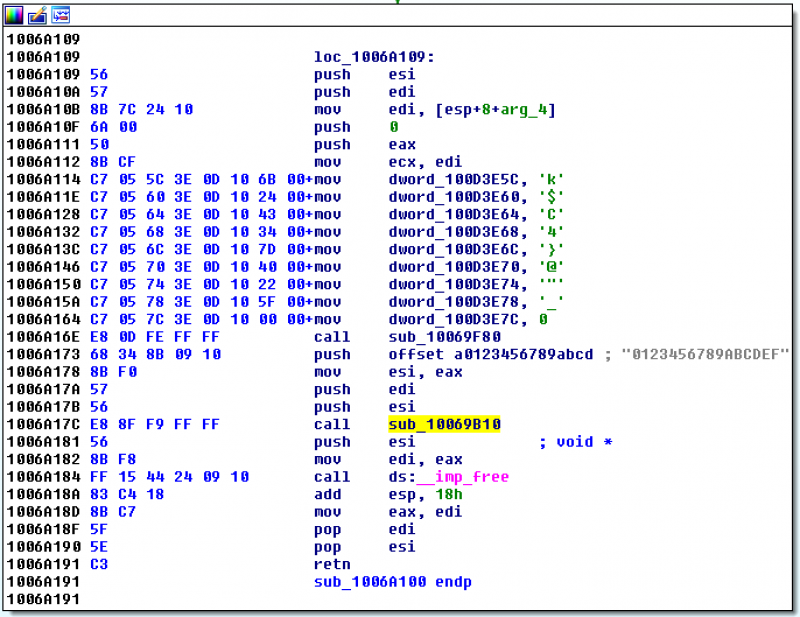 1006A109
1006A109 loc_1006A109:
1006A109 56 push esi
1006A10A 57 push edi
1006A10B 8B 7C 24 10 mov edi, [esp+8+arg_4]
1006A10F 6A 00 push 0
1006A111 50 push eax
1006A112 8B CF mov ecx, edi
1006A114 C7 05 5C 3E 0D 10 6B 00+mov dword_100D3E5C, 'k'
1006A11E C7 05 60 3E 0D 10 24 00+mov dword_100D3E60, '$'
1006A128 C7 05 64 3E 0D 10 43 00+mov dword_100D3E64, 'C'
1006A132 C7 05 68 3E 0D 10 34 00+mov dword_100D3E68, '4'
1006A13C C7 05 6C 3E 0D 10 7D 00+mov dword_100D3E6C, '}'
1006A146 C7 05 70 3E 0D 10 40 00+mov dword_100D3E70, '@'
1006A150 C7 05 74 3E 0D 10 22 00+mov dword_100D3E74, '"'
1006A15A C7 05 78 3E 0D 10 5F 00+mov dword_100D3E78, '_'
1006A164 C7 05 7C 3E 0D 10 00 00+mov dword_100D3E7C, 0
1006A16E E8 0D FE FF FF call sub_10069F80
1006A173 68 34 8B 09 10 push offset a0123456789abcd ; "0123456789ABCDEF"
1006A178 8B F0 mov esi, eax
1006A17A 57 push edi
1006A17B 56 push esi
1006A17C E8 8F F9 FF FF call sub_10069B10
1006A181 56 push esi ; void *
1006A182 8B F8 mov edi, eax
1006A184 FF 15 44 24 09 10 call ds:__imp_free
1006A18A 83 C4 18 add esp, 18h
1006A18D 8B C7 mov eax, edi
1006A18F 5F pop edi
1006A190 5E pop esi
1006A191 C3 retn
1006A191 sub_1006A100 endp
1006A191